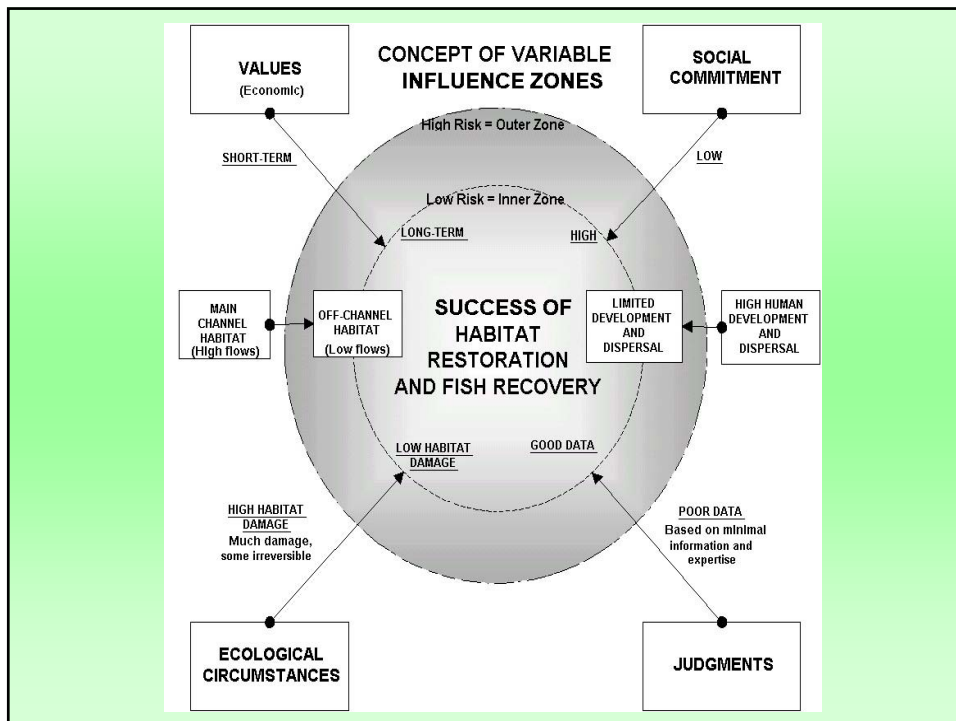 CONCEPT OF VARIABLE
INFLUENCE ZONES
VALUES
(Economic)
SOCIAL
COMMITMENT
High Risk = Outer Zone
SHORT-TERM
LOW
Low Risk = Inner Zone
LONG-TERM
HIGH
MAIN
CHANNEL
HABITAT
(High flows)
OFF-CHANNEL
HABITAT
(Low flows)
SUCCESS OF
HABITAT
RESTORATION
AND FISH RECOVERY
LIMITED
DEVELOPMENT
AND
DISPERSAL
HIGH HUMAN
DEVELOPMENT
AND
DISPERSAL
LOW HABITAT
DAMAGE
GOOD DATA
HIGH HABITAT
DAMAGE
Much damage,
some irreversible
POOR DATA
Based on minimal
information and
expertise
ECOLOGICAL
CIRCUMSTANCES
JUDGMENTS